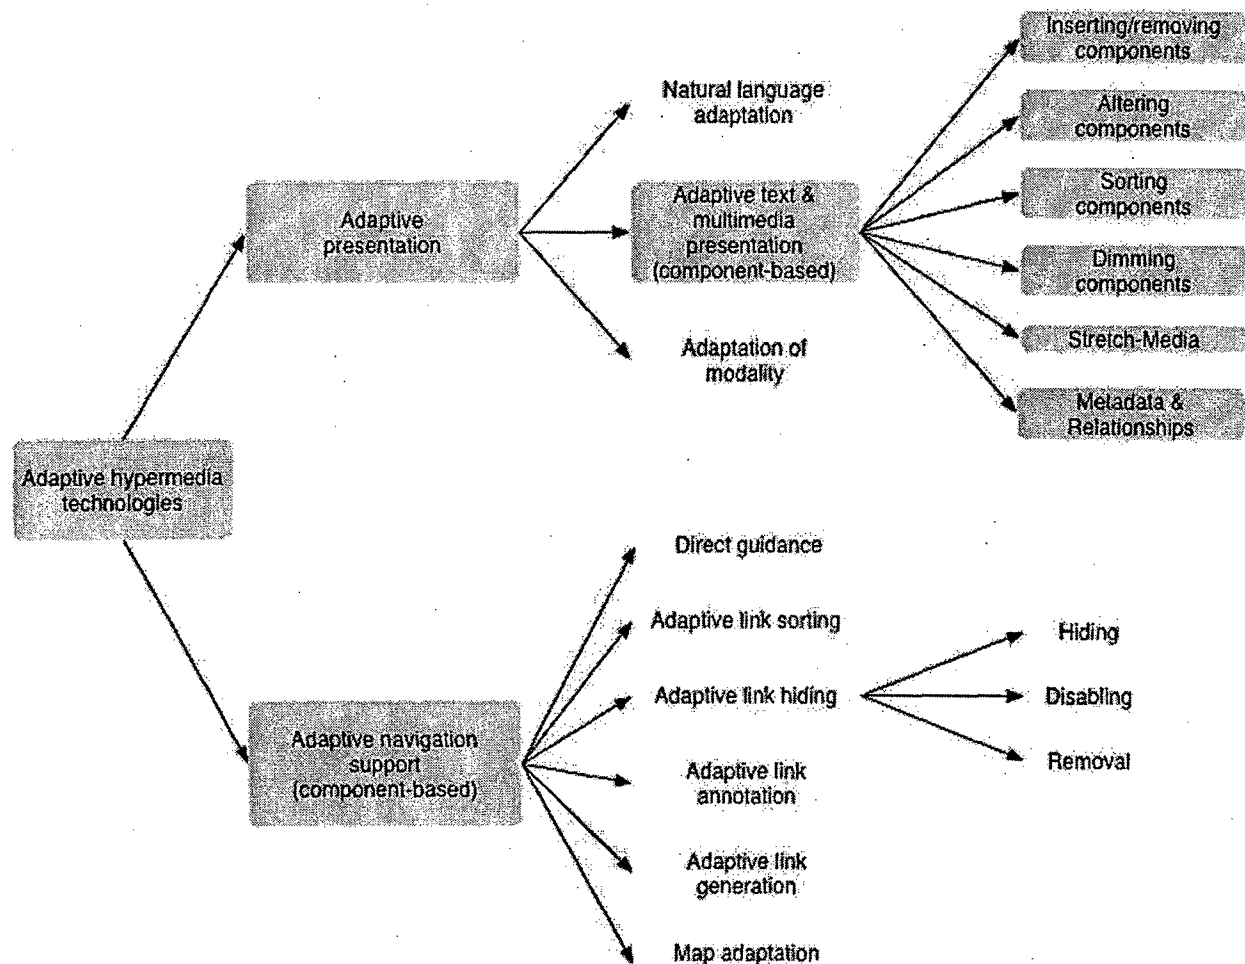 Adaptive hypermedia
technologies
Adaptive
presentation
Natural language
adaptation
Adaptive text &
multimedia
presentation
(component-based)
Adaptation of
modality
Inserting/removing
components
Altering
components
Sorting
components
Dimming
components
Stretch-Media
Metadata &
Relationships
Adaptive navigation
support
(component-based)
Direct guidance
Adaptive link sorting
Adaptive link hiding
Adaptive link
annotation
Adaptive link
generation
Map adaptation
Hiding
Disabling
Removal